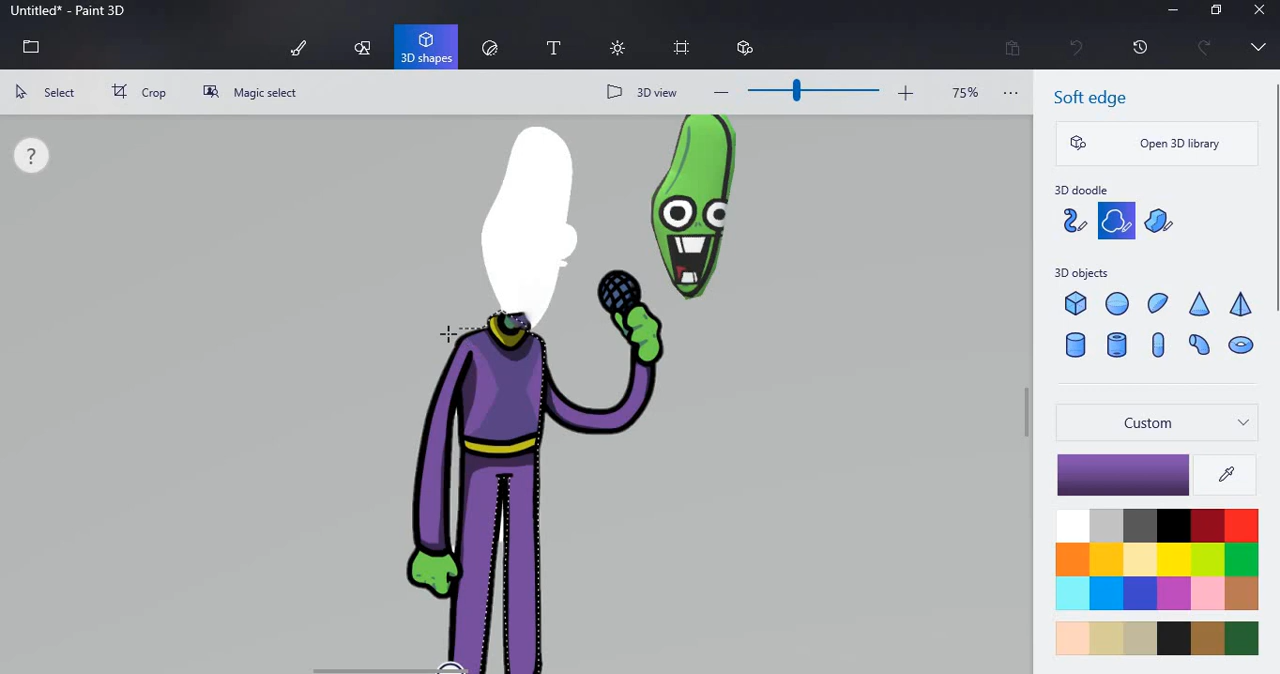 Untitled* - Paint 3D
3D shapes
T
Select
Crop
Magic select
3D view
75%
?
Soft edge
Open 3D library
3D doodle
3D objects
Custom